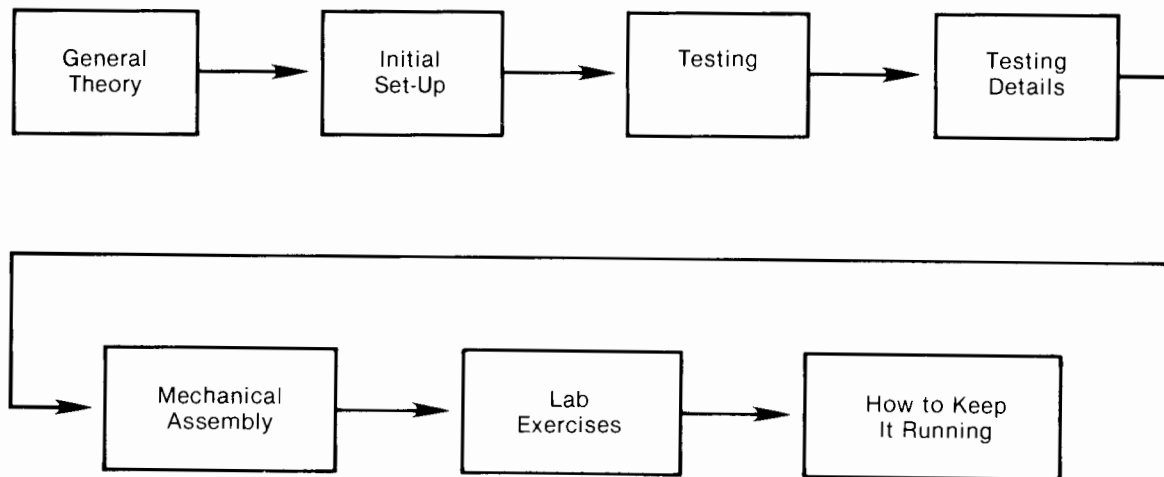 General
Theory
Initial
Set-Up
Testing
Testing
Details
Mechanical
Assembly
Lab
Exercises
How to Keep
It Running